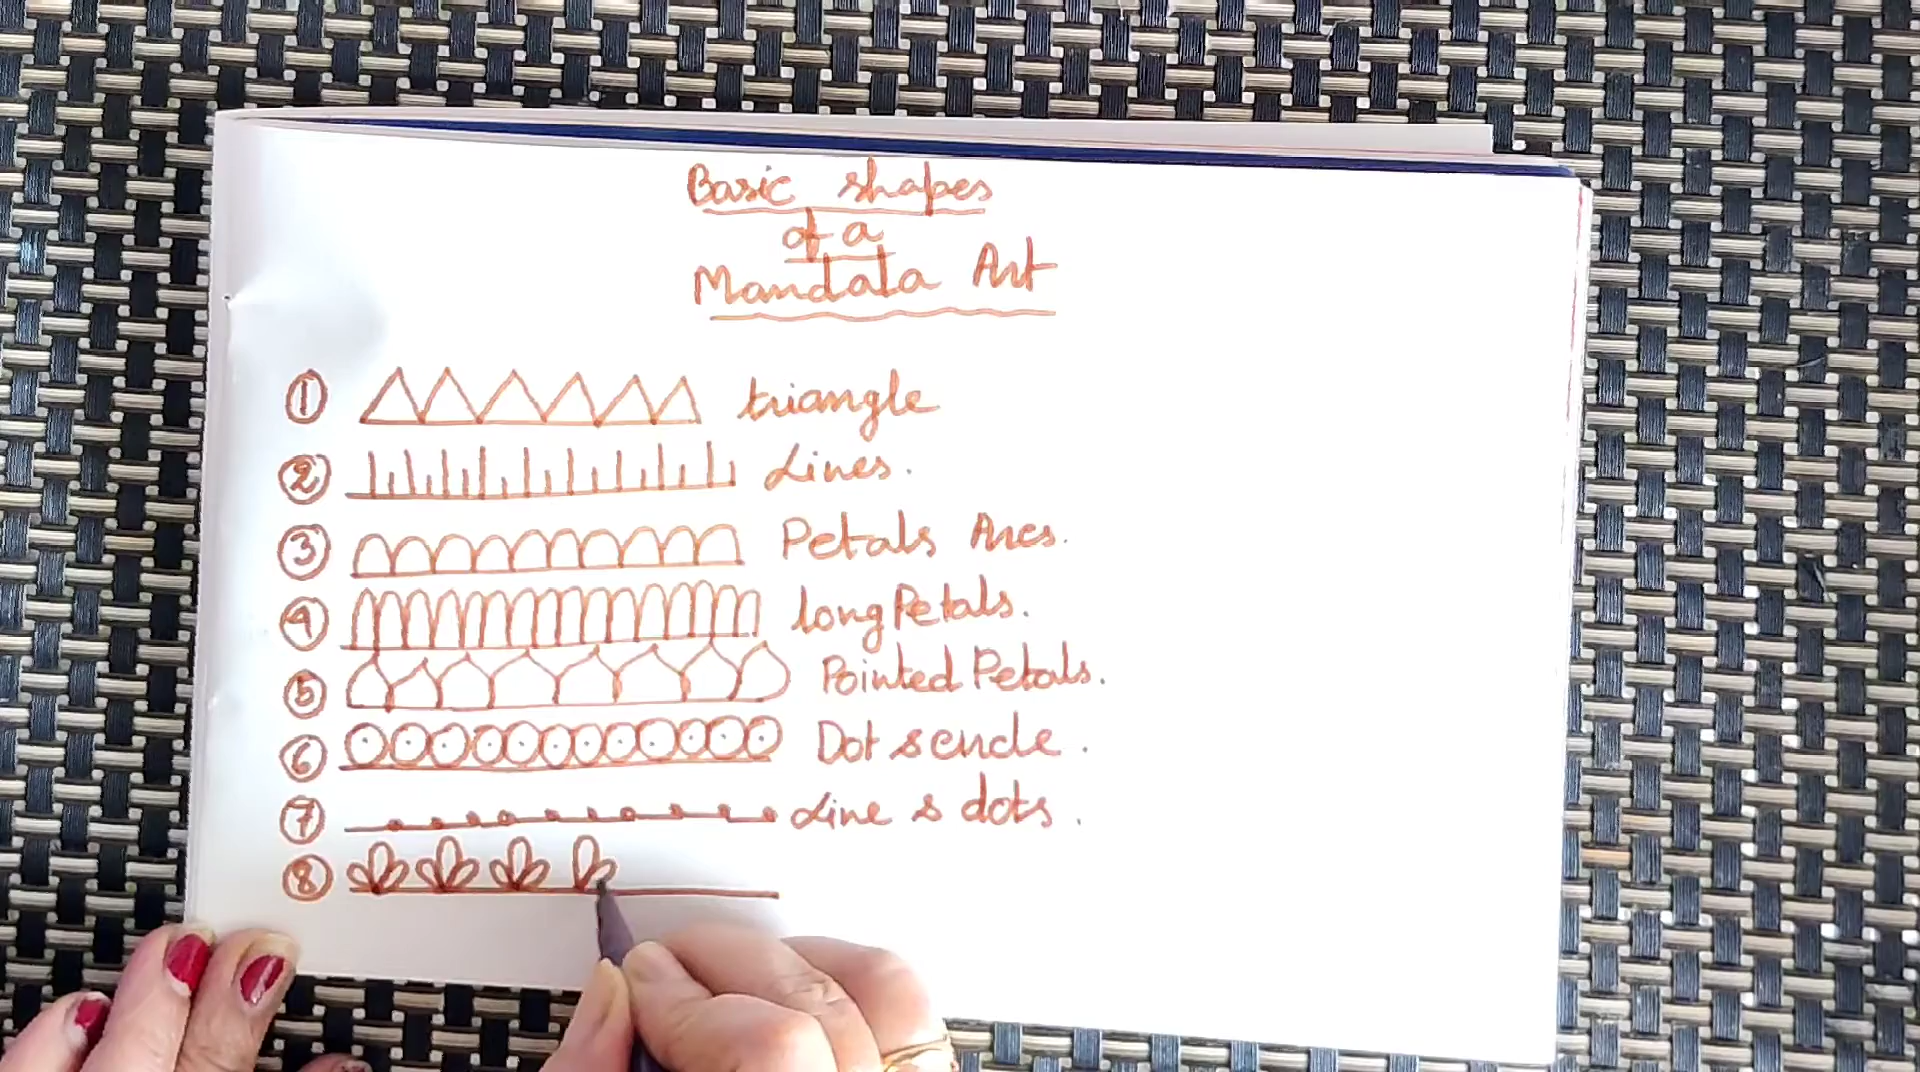 Basic shapes
of a
Mandala Art
1 triangle
2 Lines.
3 Petals Arcs.
4 long Petals.
5 Pointed Petals.
6 Dot &
7 Line & dots.
8